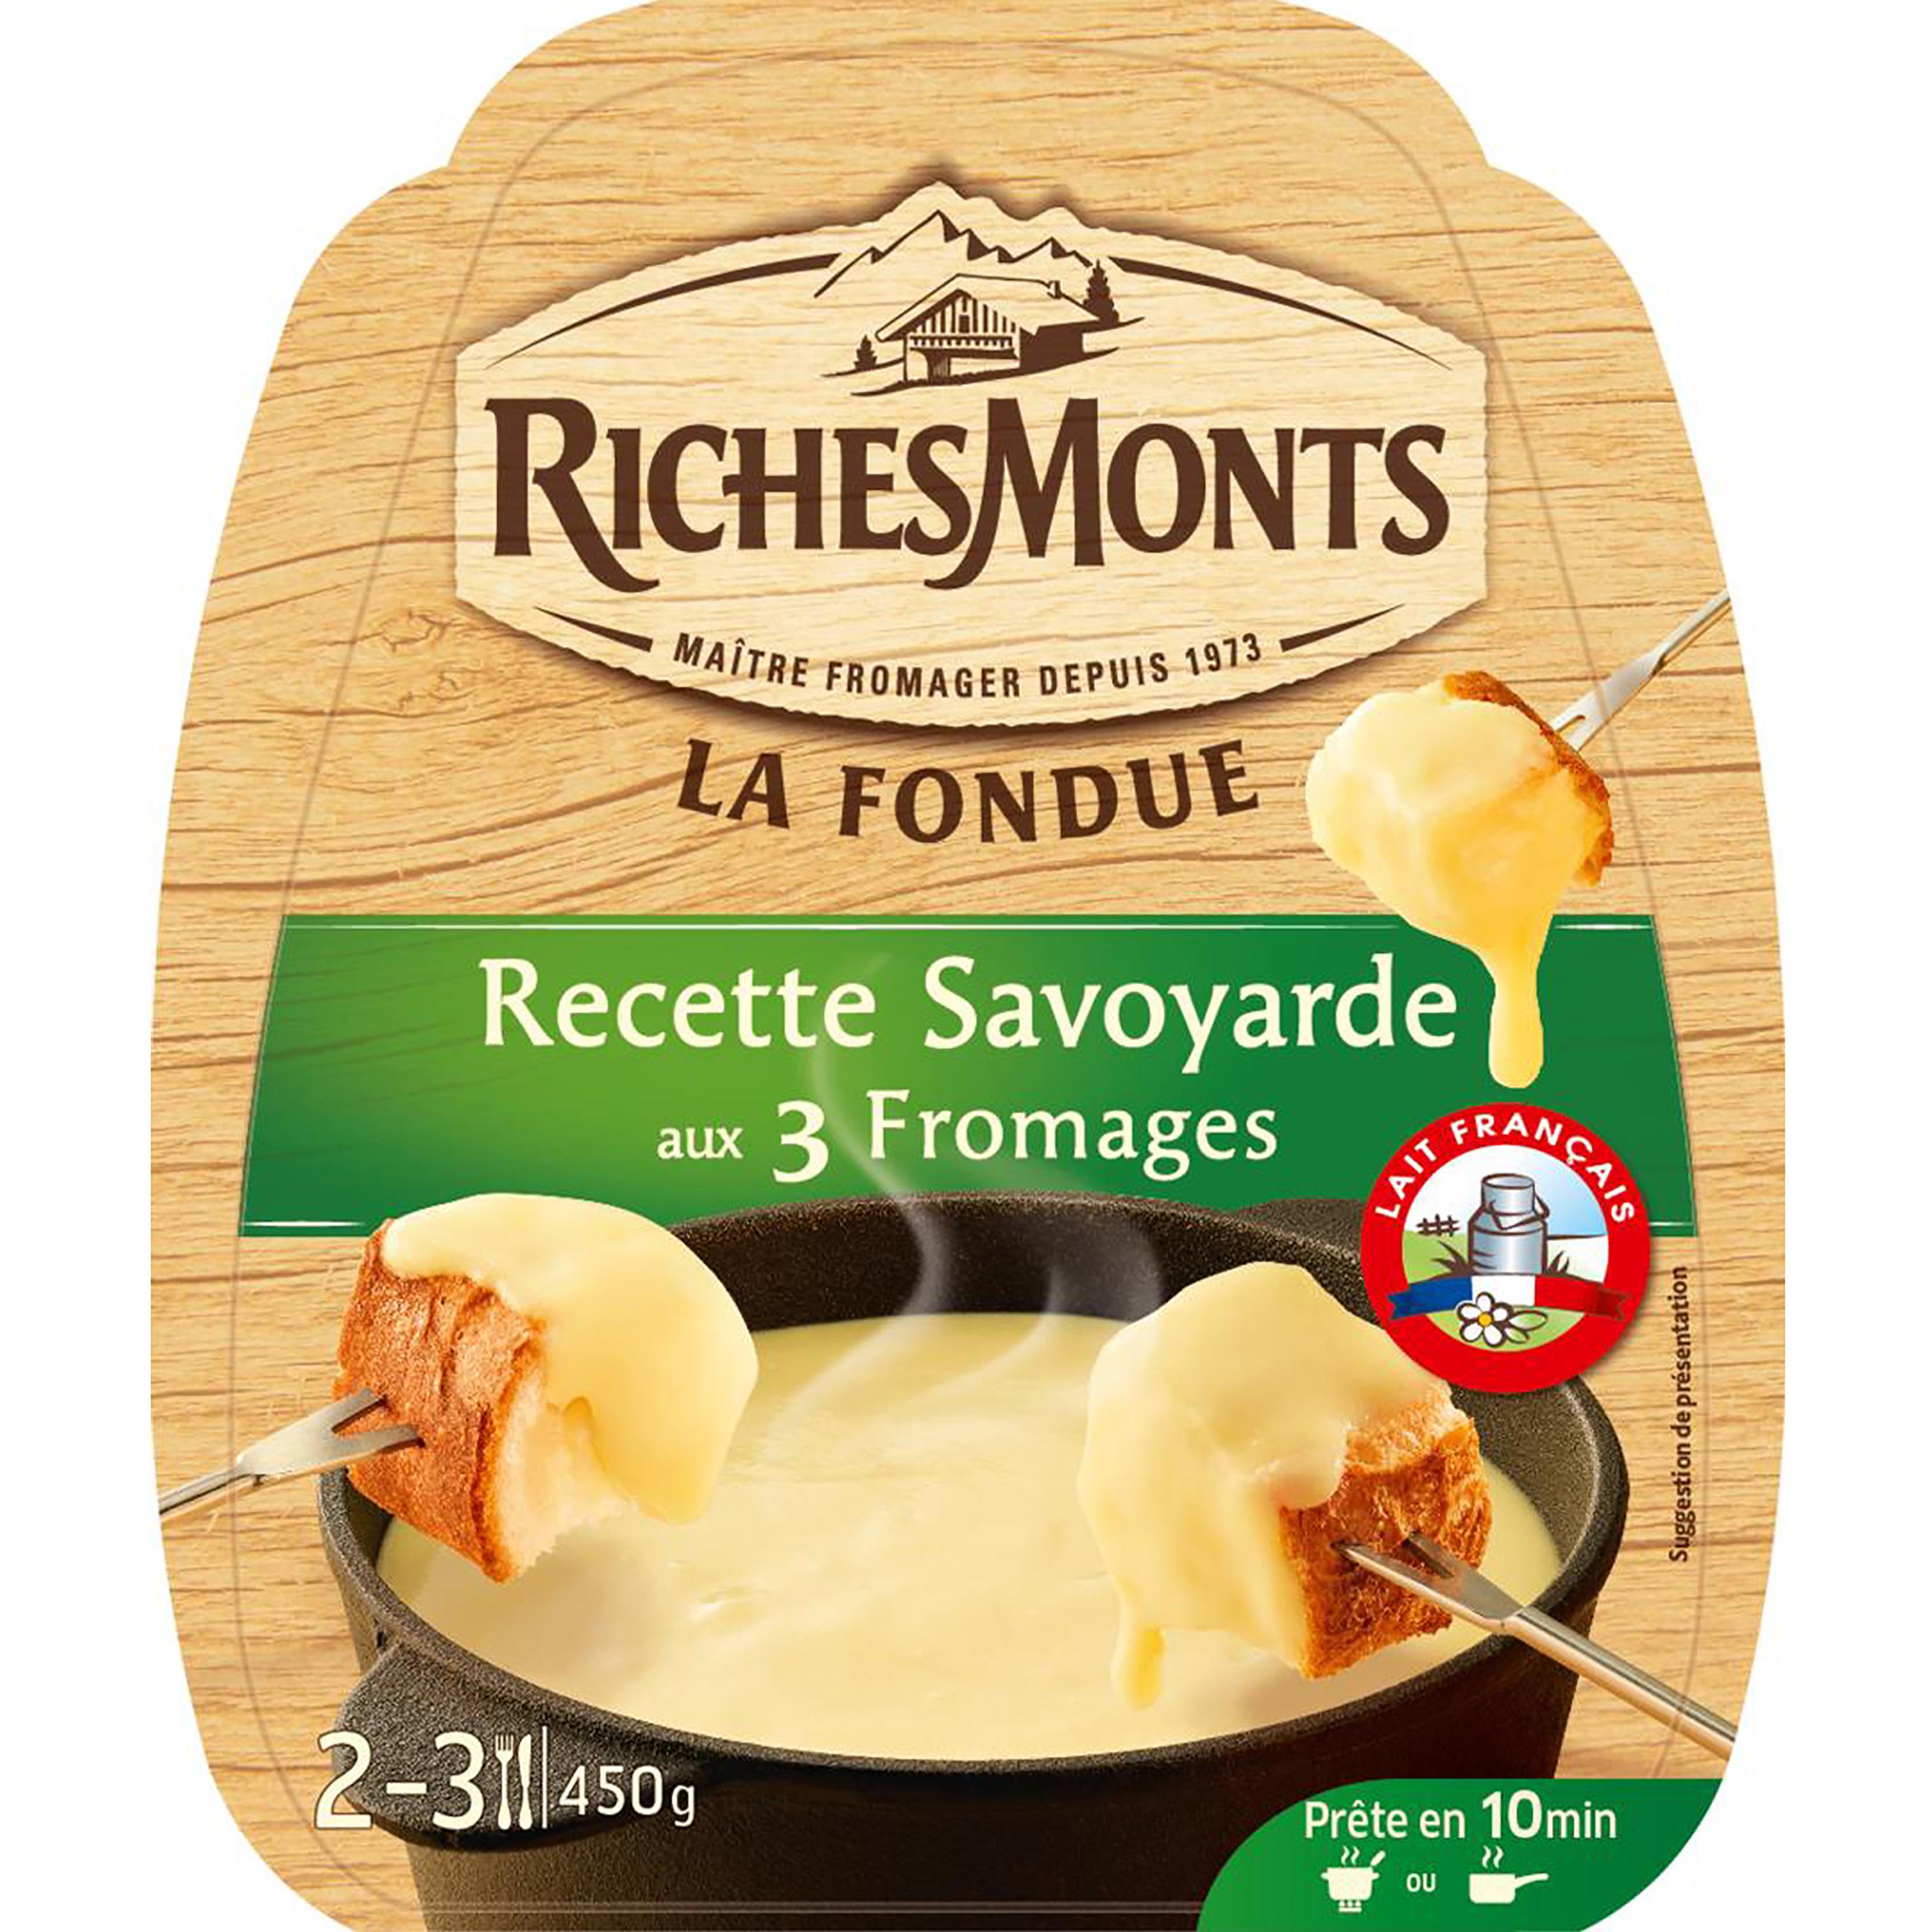 RICHESMONTS
MAÎTRE FROMAGER DEPUIS 1973
LA FONDUE
Recette Savoyarde
aux 3 Fromages
LAIT FRANÇAIS
Suggestion de présentation
2-3 450g
Prête en 10min
ou